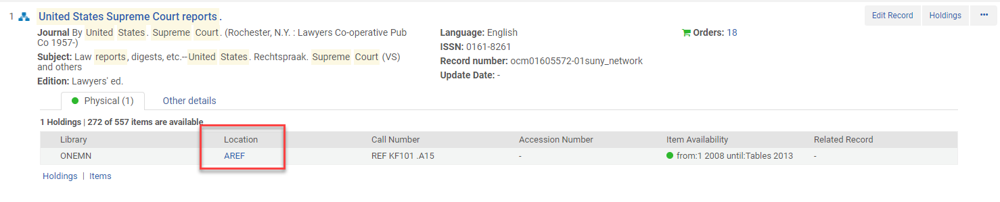 1 United States Supreme Court reports .
Edit Record
Holdings
•••
Journal By United States. Supreme Court. (Rochester, N.Y. : Lawyers Co-operative Pub
Co 1957-)
Subject: Law reports, digests, etc.--United States. Rechtspraak. Supreme Court (VS)
and others
Edition: Lawyers' ed.
Language: English
ISSN: 0161-8261
Record number: ocm01605572-01suny_network
Update Date: -
Orders: 18
Physical (1) Other details
1 Holdings | 272 of 557 items are available
Library Location Call Number Accession Number Item Availability Related Record
ONEMN AREF REF KF101 .A15 - from:1 2008 until:Tables 2013 -
Holdings | Items